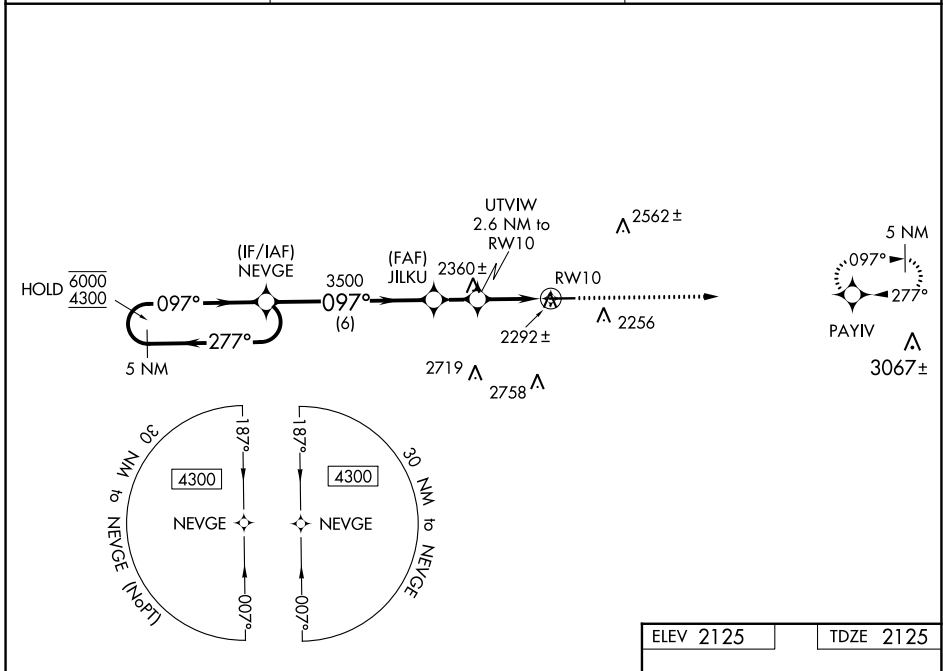 UTVIW
2.6 NM to
RW10
2562±
5 NM
097°
277°
PAYIV
3067±
(IF/IAF)
NEVGE
(FAF)
JILKU
2360±
RW10
HOLD 6000
4300
097°
3500
097°
(6)
277°
5 NM
2292±
2256
2719
2758
30 NM to NEVGE (NoPT)
187°
4300
NEVGE
007°
187°
4300
NEVGE
007°
30 NM to NEVGE
ELEV 2125
TDZE 2125